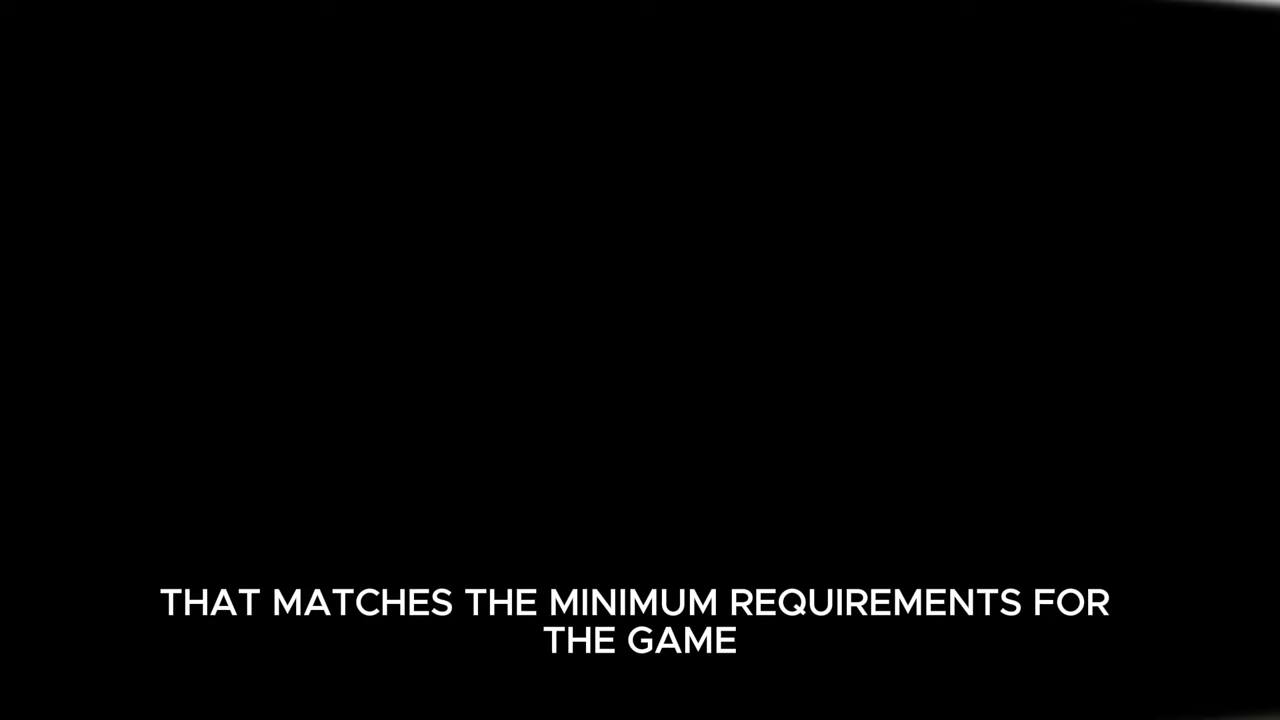 THAT MATCHES THE MINIMUM REQUIREMENTS FOR
THE GAME